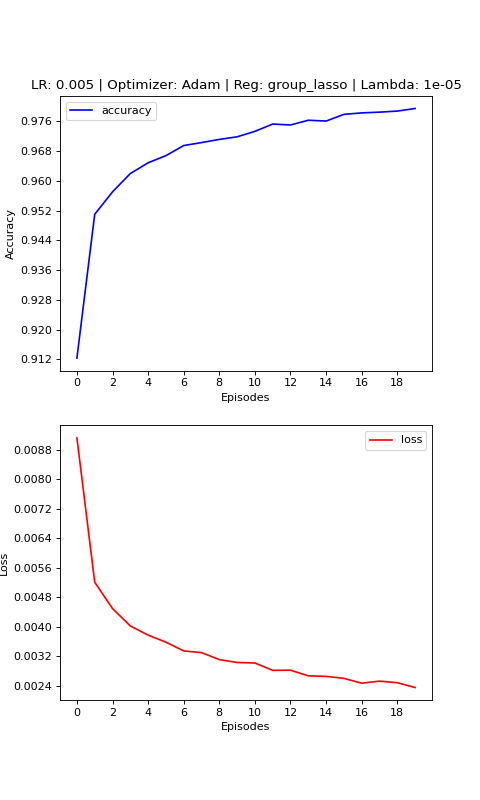 LR: 0.005 | Optimizer: Adam | Reg: group_lasso | Lambda: 1e-05
accuracy
0.976
0.968
0.960
0.952
0.944
0.936
0.928
0.920
0.912
Accuracy
0 2 4 6 8 10 12 14 16 18
Episodes
loss
0.0088
0.0080
0.0072
0.0064
0.0056
0.0048
0.0040
0.0032
0.0024
Loss
0 2 4 6 8 10 12 14 16 18
Episodes